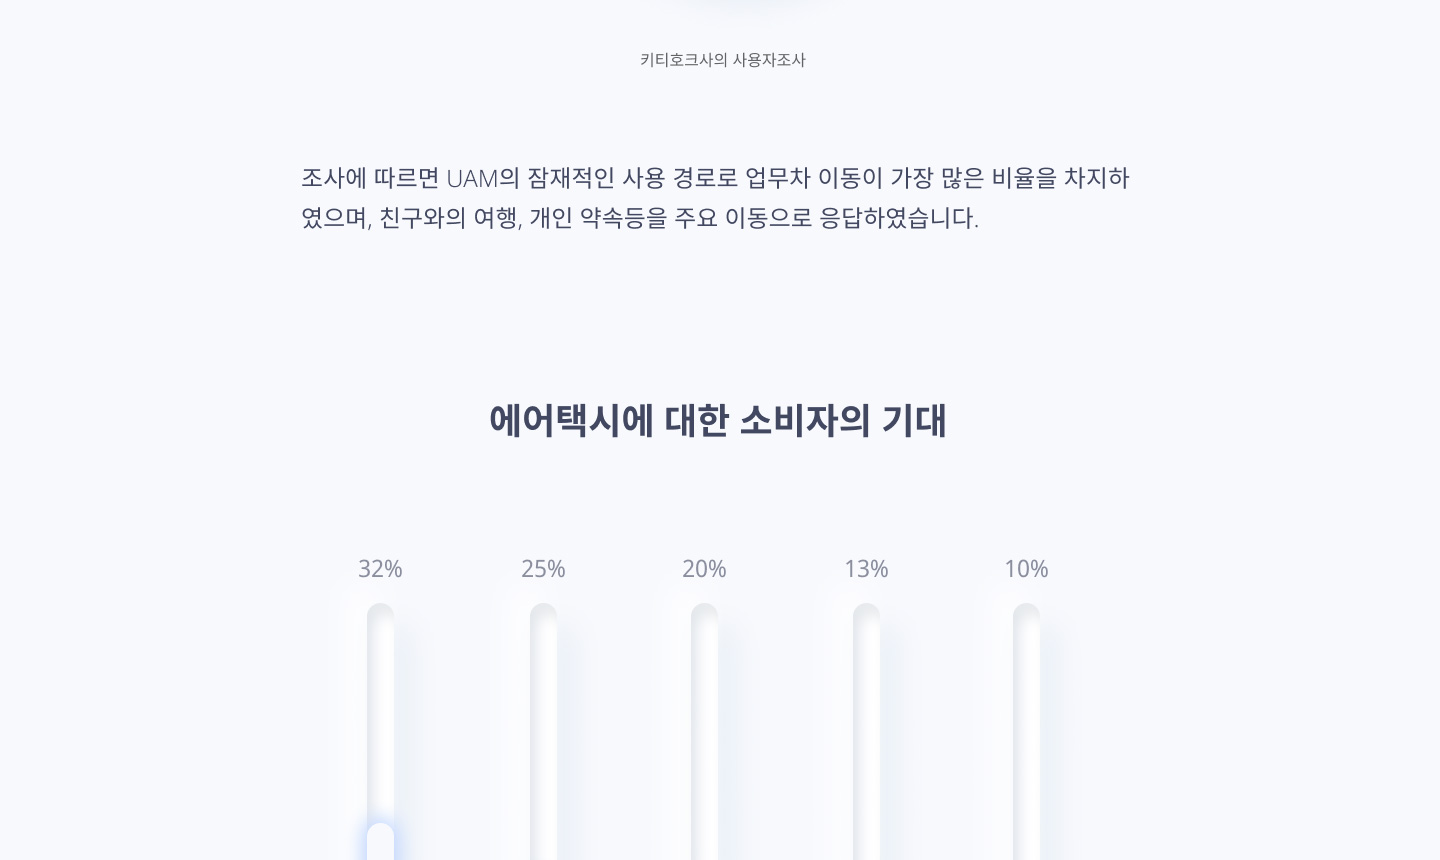 키티호크사의 사용자조사
조사에 따르면 UAM의 잠재적인 사용 경로로 업무차 이동이 가장 많은 비율을 차지하
였으며, 친구와의 여행, 개인 약속등을 주요 이동으로 응답하였습니다.
에어택시에 대한 소비자의 기대
32% 25% 20% 13% 10%